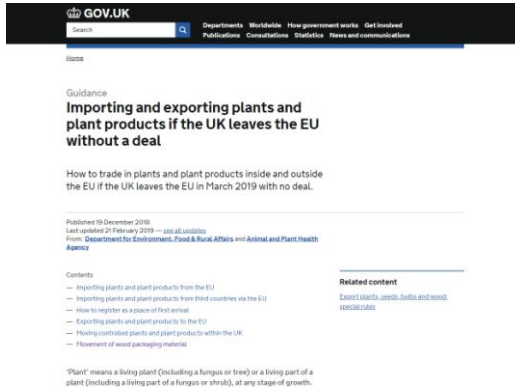 GOV.UK
Search
Departments Worldwide How government works Get involved
Publications Consultations Statistics News and communications
Home
Guidance
Importing and exporting plants and
plant products if the UK leaves the EU
without a deal
How to trade in plants and plant products inside and outside
the EU if the UK leaves the EU in March 2019 with no deal.
Published 19 December 2018
Last updated 21 February 2019 — see all updates
From: Department for Environment, Food & Rural Affairs and Animal and Plant Health
Agency
Contents
— Importing plants and plant products from the EU
— Importing plants and plant products from third countries via the EU
— How to register as a place of first arrival
— Exporting plants and plant products to the EU
— Moving controlled plants and plant products within the UK
— Movement of wood packaging material
Related content
Export plants, seeds, bulbs and wood:
special rules
'Plant' means a living plant (including a fungus or tree) or a living part of a
plant (including a living part of a fungus or shrub), at any stage of growth.